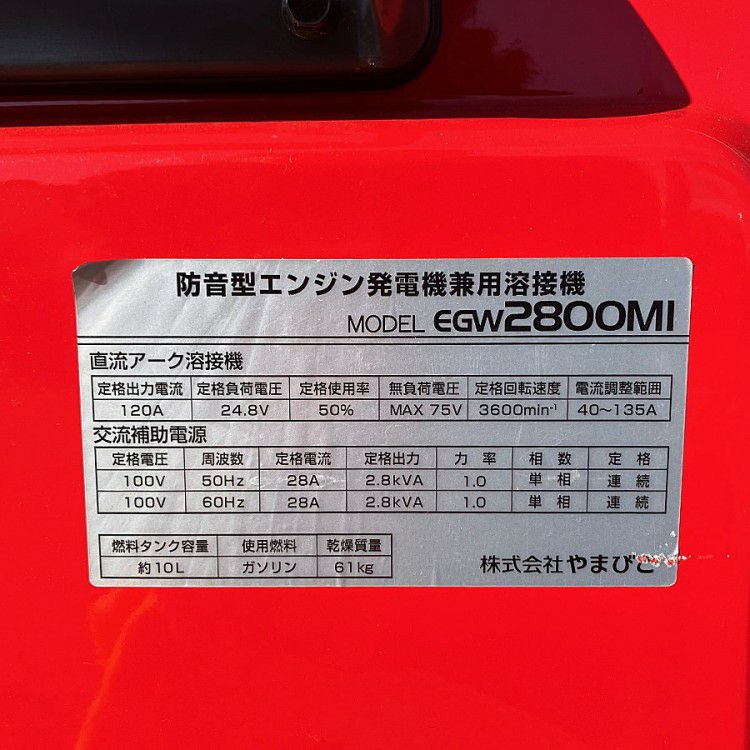 防音型エンジン発電機兼用溶接機
MODEL EGW2800MI
直流アーク溶接機
定格出力電流 定格負荷電圧 定格使用率 無負荷電圧 定格回転速度 電流調整範囲
120A 24.8V 50% MAX 75V 3600min⁻¹ 40～135A
交流補助電源
定格電圧 周波数 定格電流 定格出力 力率 相数 定格
100V 50Hz 28A 2.8kVA 1.0 単相 連続
100V 60Hz 28A 2.8kVA 1.0 単相 連続
燃料タンク容量 使用燃料 乾燥質量
約10L ガソリン 61kg
株式会社やまびこ